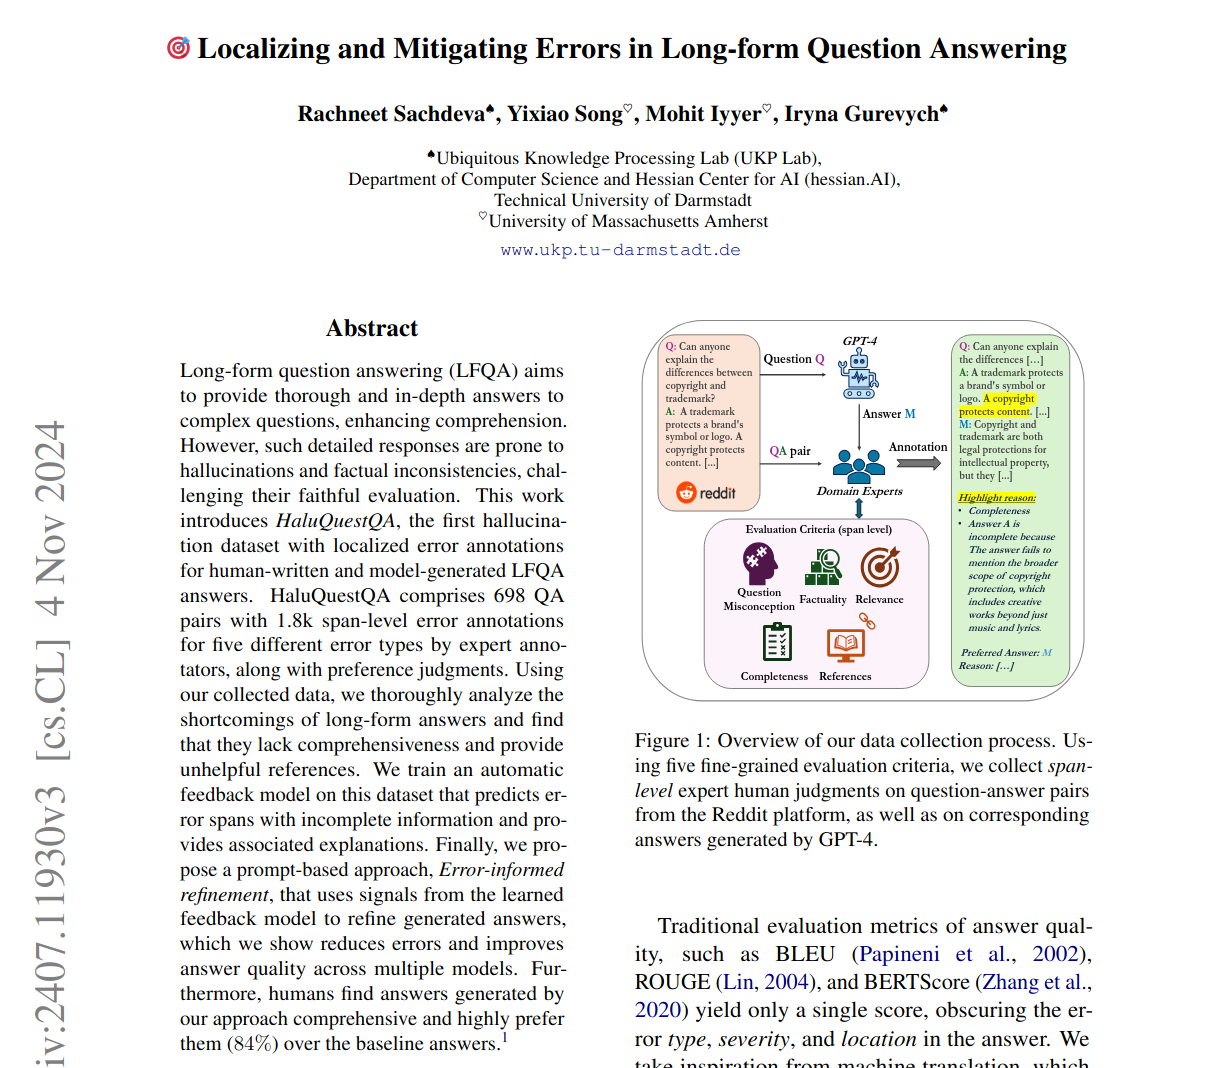 Localizing and Mitigating Errors in Long-form Question Answering
Rachneet Sachdeva♠, Yixiao Song♡, Mohit Iyyer♡, Iryna Gurevych♠
♠Ubiquitous Knowledge Processing Lab (UKP Lab),
Department of Computer Science and Hessian Center for AI (hessian.AI),
Technical University of Darmstadt
♡University of Massachusetts Amherst
www.ukp.tu-darmstadt.de
iv:2407.11930v3 [cs.CL] 4 Nov 2024
Abstract
Long-form question answering (LFQA) aims
to provide thorough and in-depth answers to
complex questions, enhancing comprehension.
However, such detailed responses are prone to
hallucinations and factual inconsistencies, chal-
lenging their faithful evaluation. This work
introduces HaluQuestQA, the first hallucina-
tion dataset with localized error annotations
for human-written and model-generated LFQA
answers. HaluQuestQA comprises 698 QA
pairs with 1.8k span-level error annotations
for five different error types by expert anno-
tators, along with preference judgments. Using
our collected data, we thoroughly analyze the
shortcomings of long-form answers and find
that they lack comprehensiveness and provide
unhelpful references. We train an automatic
feedback model on this dataset that predicts er-
ror spans with incomplete information and pro-
vides associated explanations. Finally, we pro-
pose a prompt-based approach, Error-informed
refinement, that uses signals from the learned
feedback model to refine generated answers,
which we show reduces errors and improves
answer quality across multiple models. Fur-
thermore, humans find answers generated by
our approach comprehensive and highly prefer
them (84%) over the baseline answers.1
Q: Can anyone
explain the
differences between
copyright and
trademark?
A: A trademark
protects a brand's
symbol or logo. A
copyright protects
content. [...]
reddit
Question Q
QA pair
GPT-4
Answer M
Domain Experts
Annotation
Evaluation Criteria (span level)
Question
Misconception
Factuality
Relevance
Completeness
References
Q: Can anyone explain
the differences [...]
A: A trademark protects
a brand's symbol or
logo. A copyright
protects content. [...]
M: Copyright and
trademark are both
legal protections for
intellectual property,
but they [...]
Highlight reason:
• Completeness
• Answer A is
incomplete because
The answer fails to
mention the broader
scope of copyright
protection, which
includes creative
works beyond just
music and lyrics.
Preferred Answer: M
Reason: [...]
Figure 1: Overview of our data collection process. Us-
ing five fine-grained evaluation criteria, we collect span-
level expert human judgments on question-answer pairs
from the Reddit platform, as well as on corresponding
answers generated by GPT-4.
Traditional evaluation metrics of answer qual-
ity, such as BLEU (Papineni et al., 2002),
ROUGE (Lin, 2004), and BERTScore (Zhang et al.,
2020) yield only a single score, obscuring the er-
ror type, severity, and location in the answer. We
take inspiration from machine translation, which